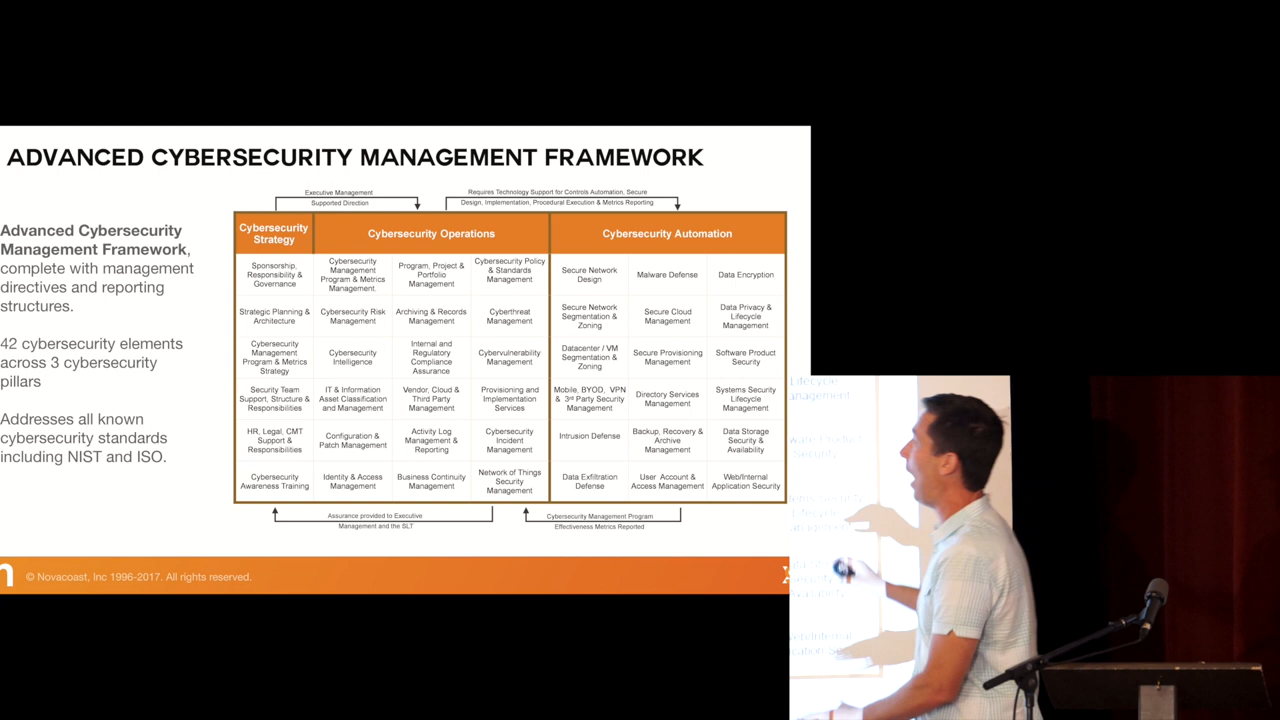 ADVANCED CYBERSECURITY MANAGEMENT FRAMEWORK
Advanced Cybersecurity
Management Framework,
complete with management
directives and reporting
structures.
42 cybersecurity elements
across 3 cybersecurity
pillars
Addresses all known
cybersecurity standards
including NIST and ISO.
Executive Management
Supported Direction
Requires Technology Support for Controls Automation, Secure
Design, Implementation, Procedural Execution & Metrics Reporting
Cybersecurity
Strategy
Cybersecurity Operations
Cybersecurity Automation
Sponsorship,
Responsibility &
Governance
Cybersecurity
Management
Program & Metrics
Management.
Program, Project &
Portfolio
Management
Cybersecurity Policy
& Standards
Management
Secure Network
Design
Malware Defense
Data Encryption
Strategic Planning &
Architecture
Cybersecurity Risk
Management
Archiving & Records
Management
Cyberthreat
Management
Secure Network
Segmentation &
Zoning
Secure Cloud
Management
Data Privacy &
Lifecycle
Management
Cybersecurity
Management
Program & Metrics
Strategy
Cybersecurity
Intelligence
Internal and
Regulatory
Compliance
Assurance
Cybervulnerability
Management
Datacenter / VM
Segmentation &
Zoning
Secure Provisioning
Management
Software Product
Security
Security Team
Support, Structure &
Responsibilities
IT & Information
Asset Classification
and Management
Vendor, Cloud &
Third Party
Management
Provisioning and
Implementation
Services
Mobile, BYOD, VPN
& 3rd Party Security
Management
Directory Services
Management
Systems Security
Lifecycle
Management
HR, Legal, CMT
Support &
Responsibilities
Configuration &
Patch Management
Activity Log
Management &
Reporting
Cybersecurity
Incident
Management
Intrusion Defense
Backup, Recovery &
Archive
Management
Data Storage
Security &
Availability
Cybersecurity
Awareness Training
Identity & Access
Management
Business Continuity
Management
Network of Things
Security
Management
Data Exfiltration
Defense
User Account &
Access Management
Web/Internal
Application Security
Assurance provided to Executive
Management and the SLT
Cybersecurity Management Program
Effectiveness Metrics Reported
© Novacoast, Inc 1996-2017. All rights reserved.